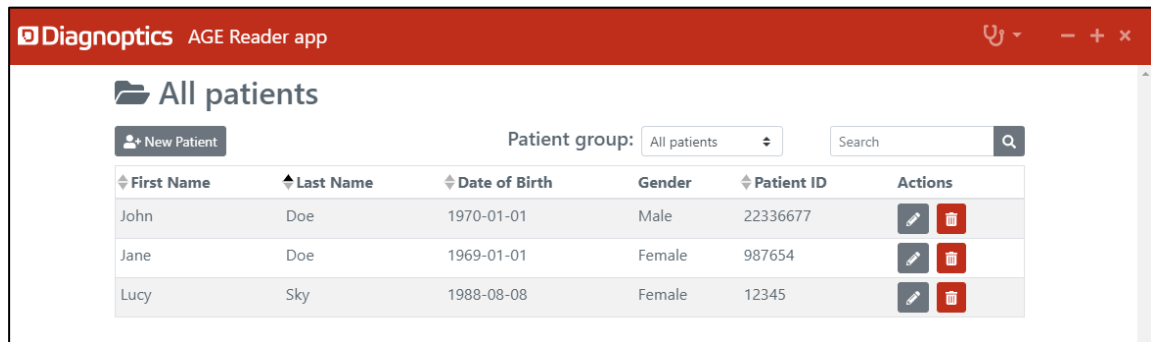 Diagnoptics AGE Reader app
All patients
New Patient Patient group: All patients Search
First Name Last Name Date of Birth Gender Patient ID Actions
John Doe 1970-01-01 Male 22336677
Jane Doe 1969-01-01 Female 987654
Lucy Sky 1988-08-08 Female 12345